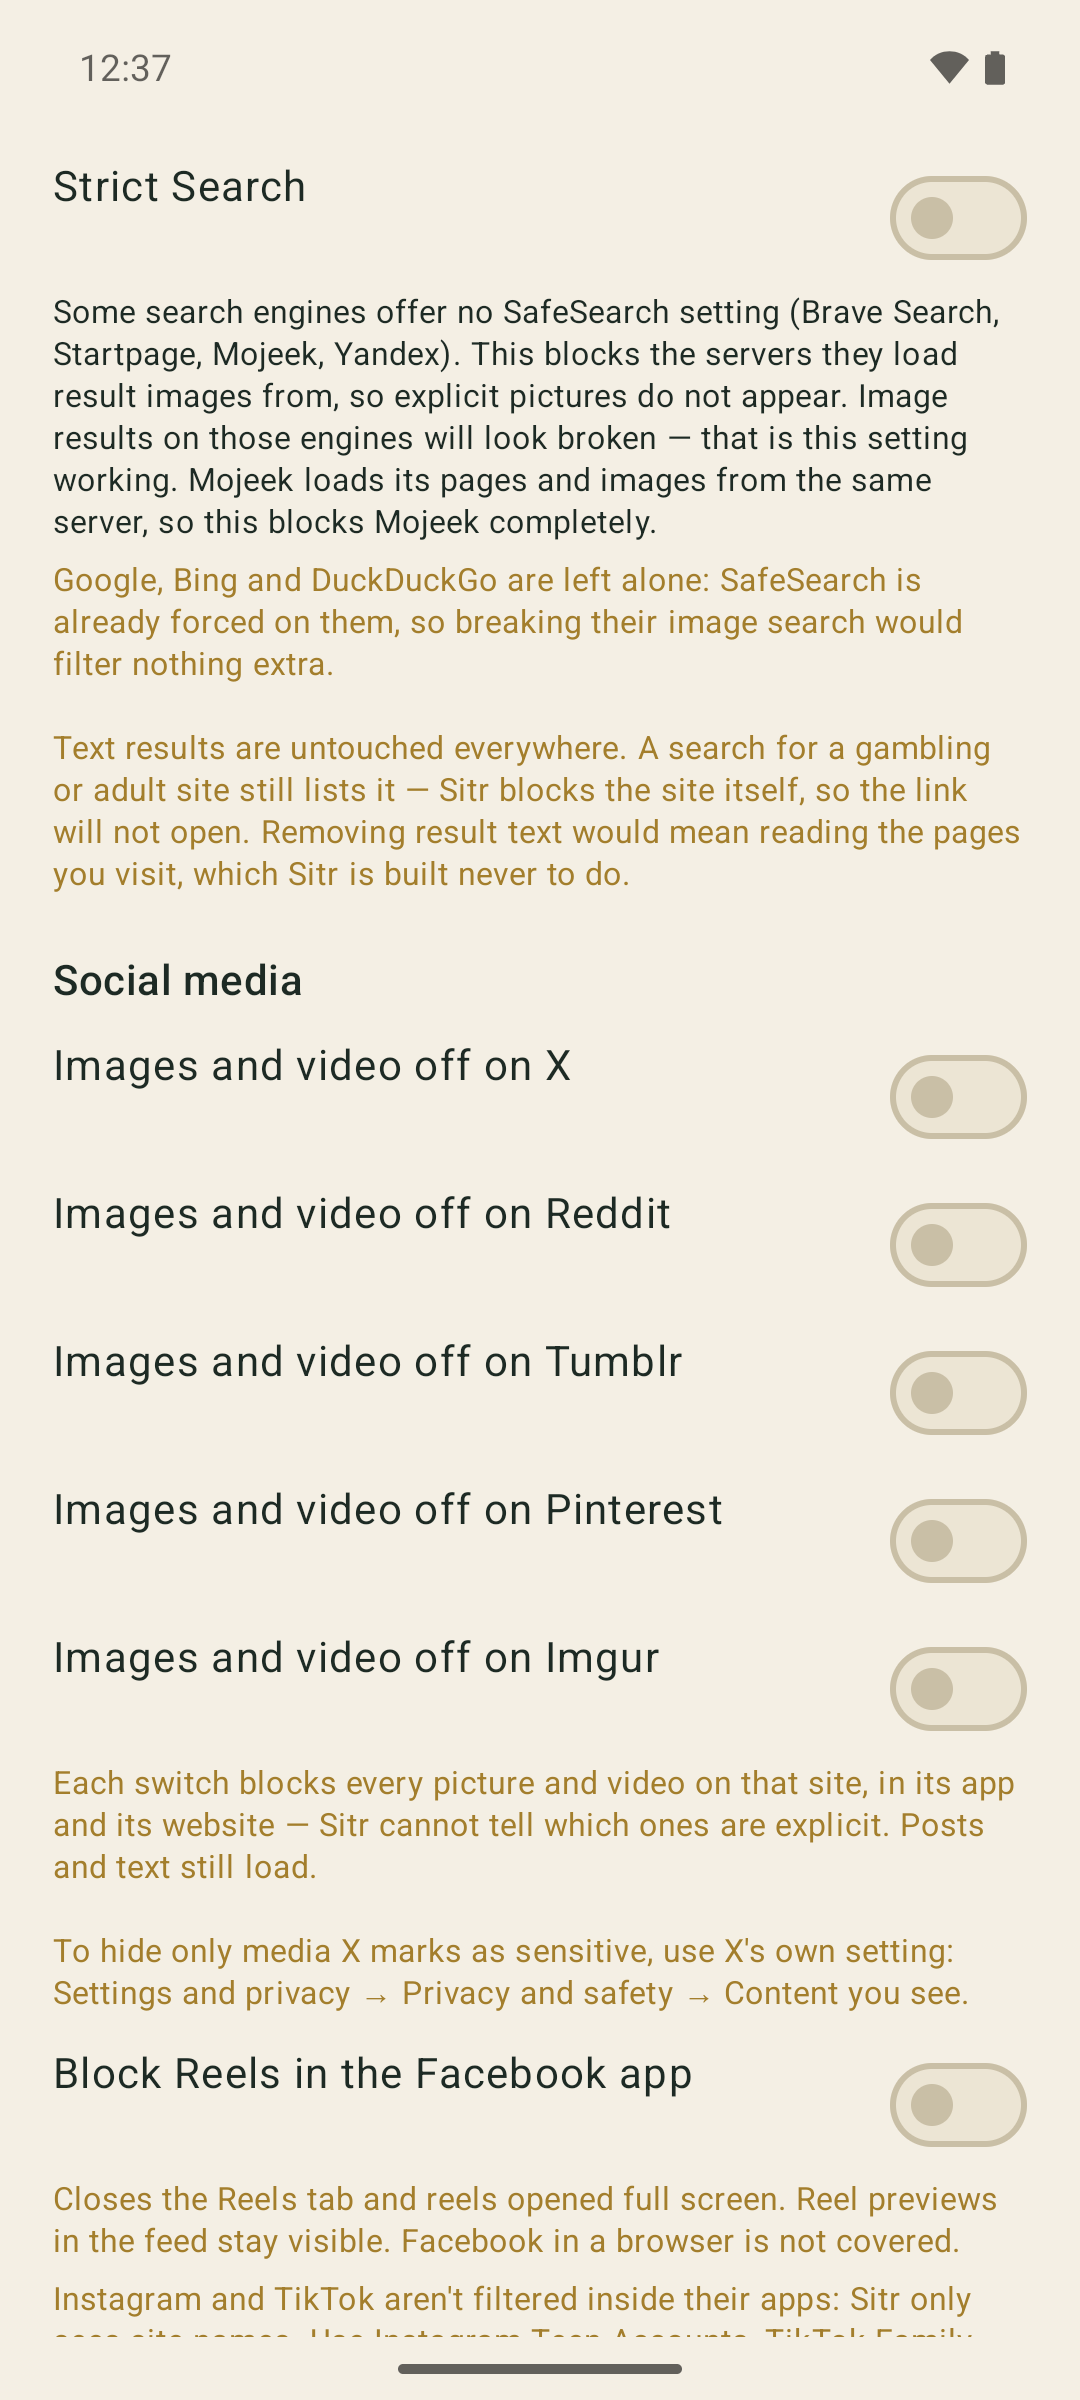 12:37
Strict Search
Some search engines offer no SafeSearch setting (Brave Search,
Startpage, Mojeek, Yandex). This blocks the servers they load
result images from, so explicit pictures do not appear. Image
results on those engines will look broken — that is this setting
working. Mojeek loads its pages and images from the same
server, so this blocks Mojeek completely.
Google, Bing and DuckDuckGo are left alone: SafeSearch is
already forced on them, so breaking their image search would
filter nothing extra.
Text results are untouched everywhere. A search for a gambling
or adult site still lists it — Sitr blocks the site itself, so the link
will not open. Removing result text would mean reading the pages
you visit, which Sitr is built never to do.
Social media
Images and video off on X
Images and video off on Reddit
Images and video off on Tumblr
Images and video off on Pinterest
Images and video off on Imgur
Each switch blocks every picture and video on that site, in its app
and its website — Sitr cannot tell which ones are explicit. Posts
and text still load.
To hide only media X marks as sensitive, use X's own setting:
Settings and privacy → Privacy and safety → Content you see.
Block Reels in the Facebook app
Closes the Reels tab and reels opened full screen. Reel previews
in the feed stay visible. Facebook in a browser is not covered.
Instagram and TikTok aren't filtered inside their apps: Sitr only
sees site names. Use Instagram Teen Accounts, TikTok Family